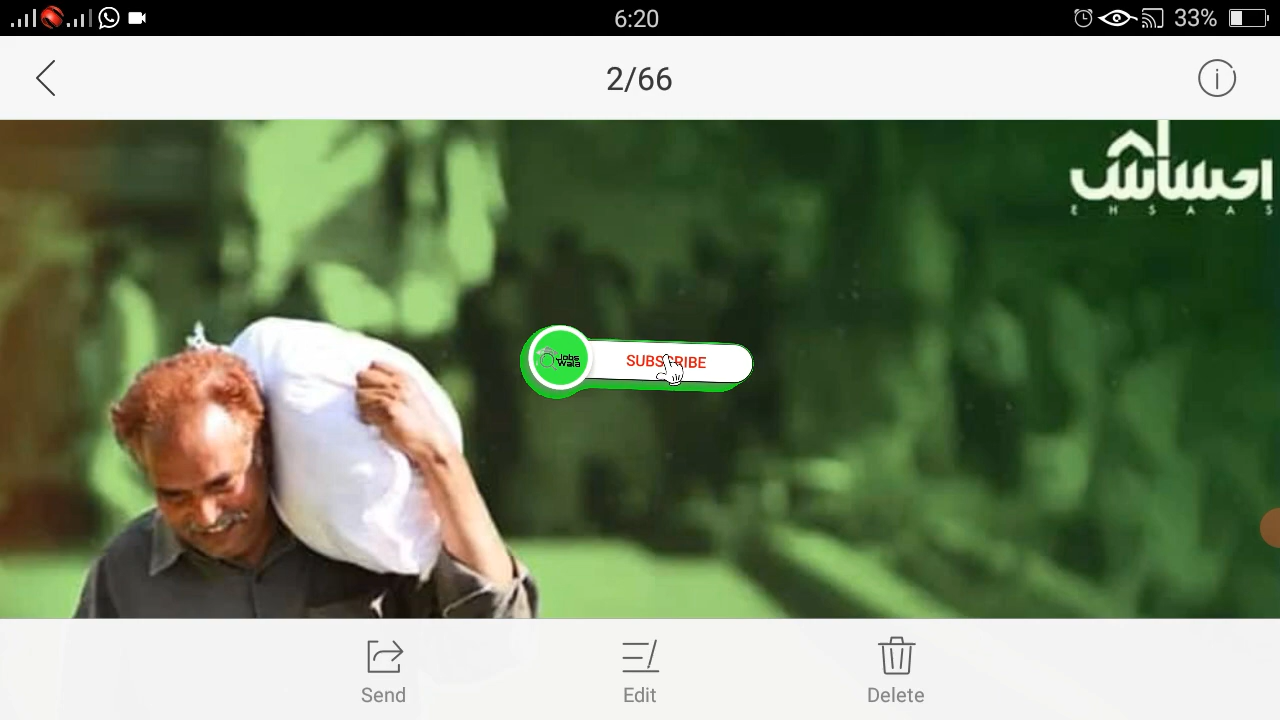 6:20
33%
2/66
احساس
EHSAAS
Jobs
Wala
SUBSCRIBE
Send
Edit
Delete